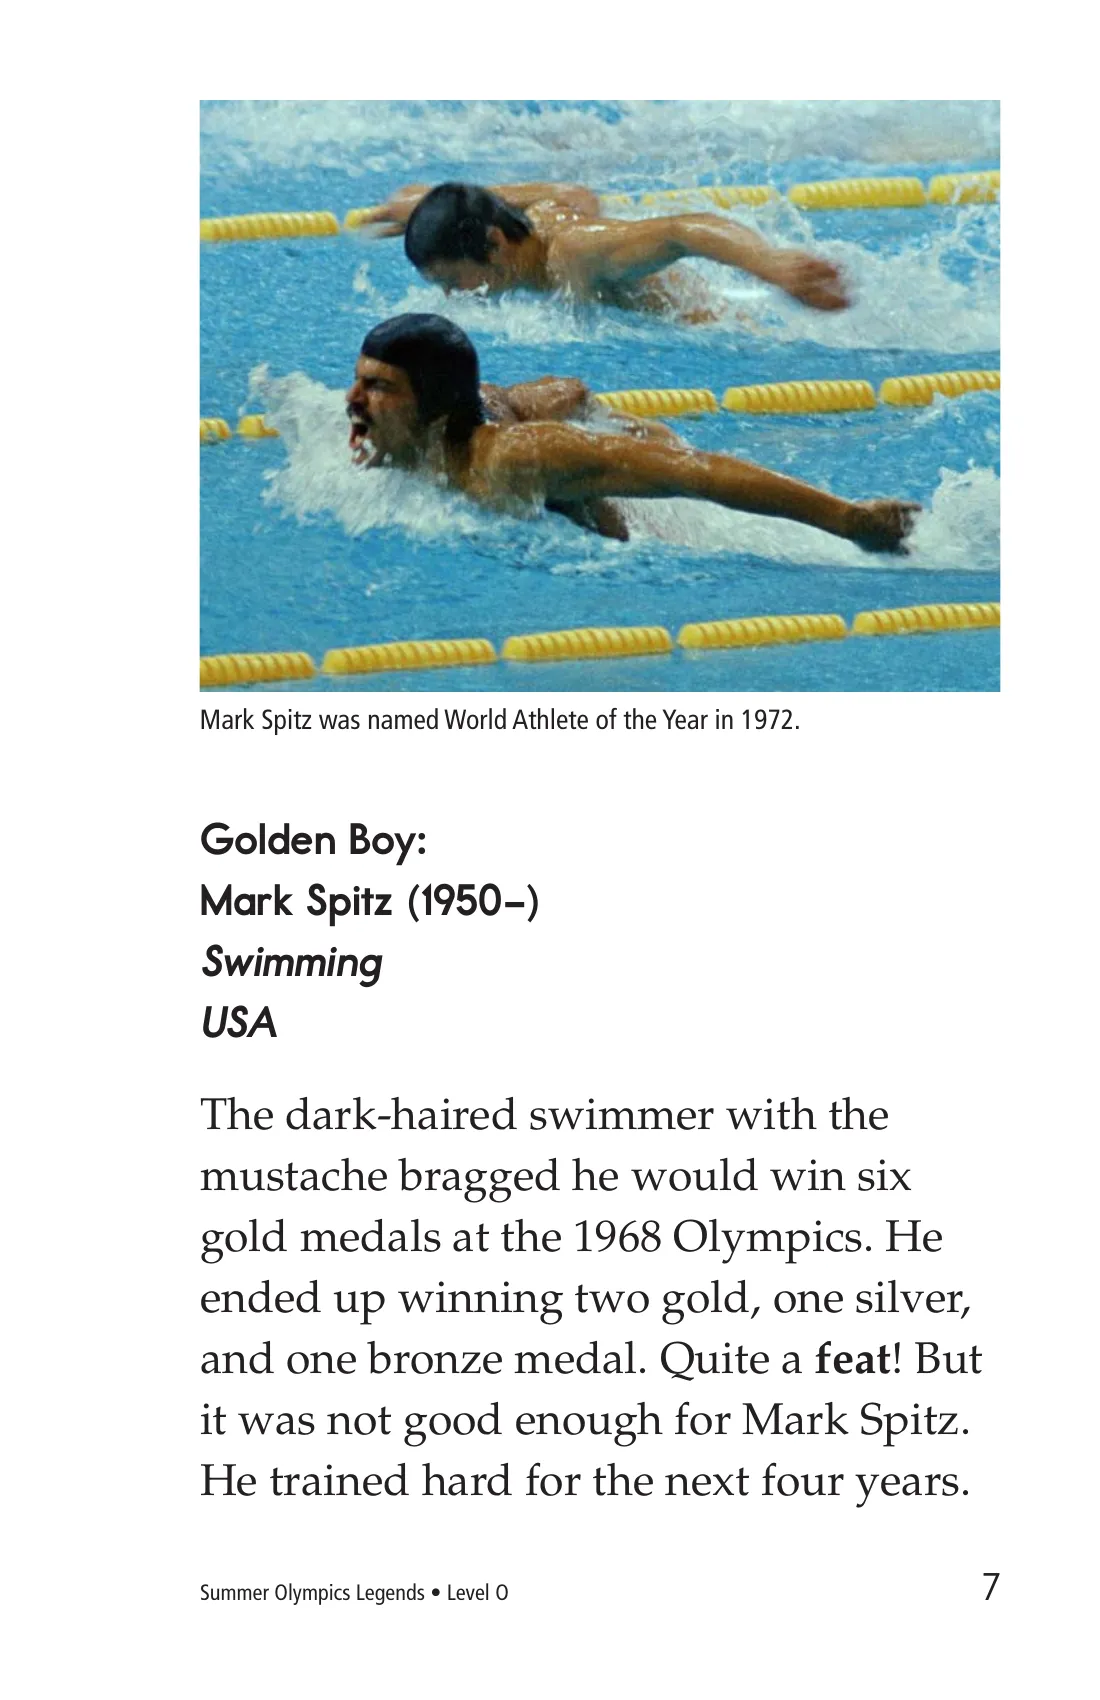 Mark Spitz was named World Athlete of the Year in 1972.
Golden Boy:
Mark Spitz (1950–)
Swimming
USA
The dark-haired swimmer with the
mustache bragged he would win six
gold medals at the 1968 Olympics. He
ended up winning two gold, one silver,
and one bronze medal. Quite a feat! But
it was not good enough for Mark Spitz.
He trained hard for the next four years.
Summer Olympics Legends • Level O
7